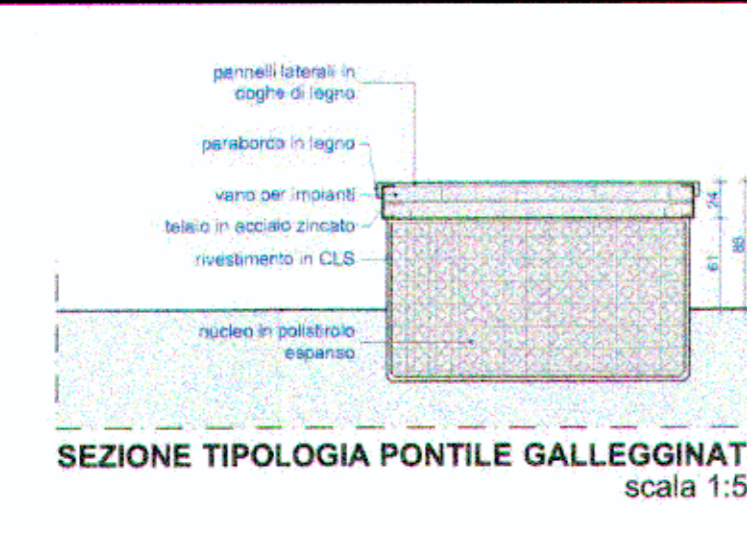 pannelli laterali in
doghe di legno
parabordo in legno
vano per impianti
telaio in acciaio zincato
rivestimento in CLS
nucleo in polistirolo
espanso
24
61
85
SEZIONE TIPOLOGIA PONTILE GALLEGGINAT
scala 1:5